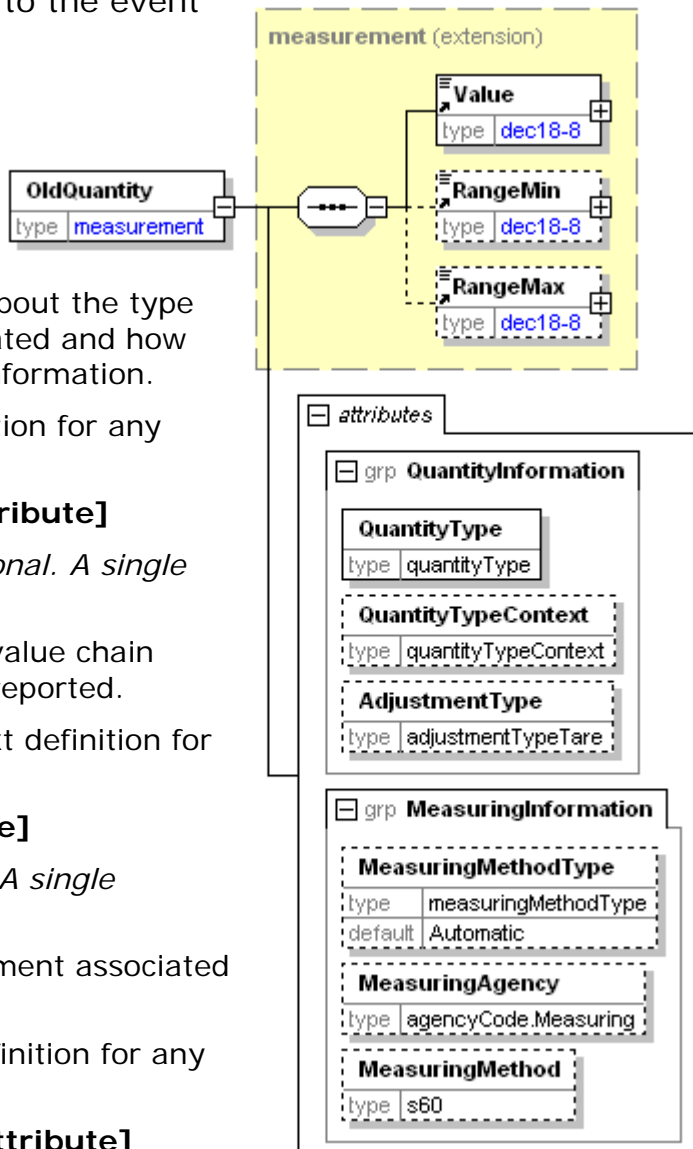 to the event
bout the type
ated and how
formation.
ion for any
ribute]
onal. A single
value chain
reported.
t definition for
e]
A single
ment associated
inition for any
ttribute]
measurement (extension)
OldQuantity
type measurement
Value
type dec18-8
RangeMin
type dec18-8
RangeMax
type dec18-8
attributes
grp QuantityInformation
QuantityType
type quantityType
QuantityTypeContext
type quantityTypeContext
AdjustmentType
type adjustmentTypeTare
grp MeasuringInformation
MeasuringMethodType
type measuringMethodType
default Automatic
MeasuringAgency
type agencyCode.Measuring
MeasuringMethod
type s60